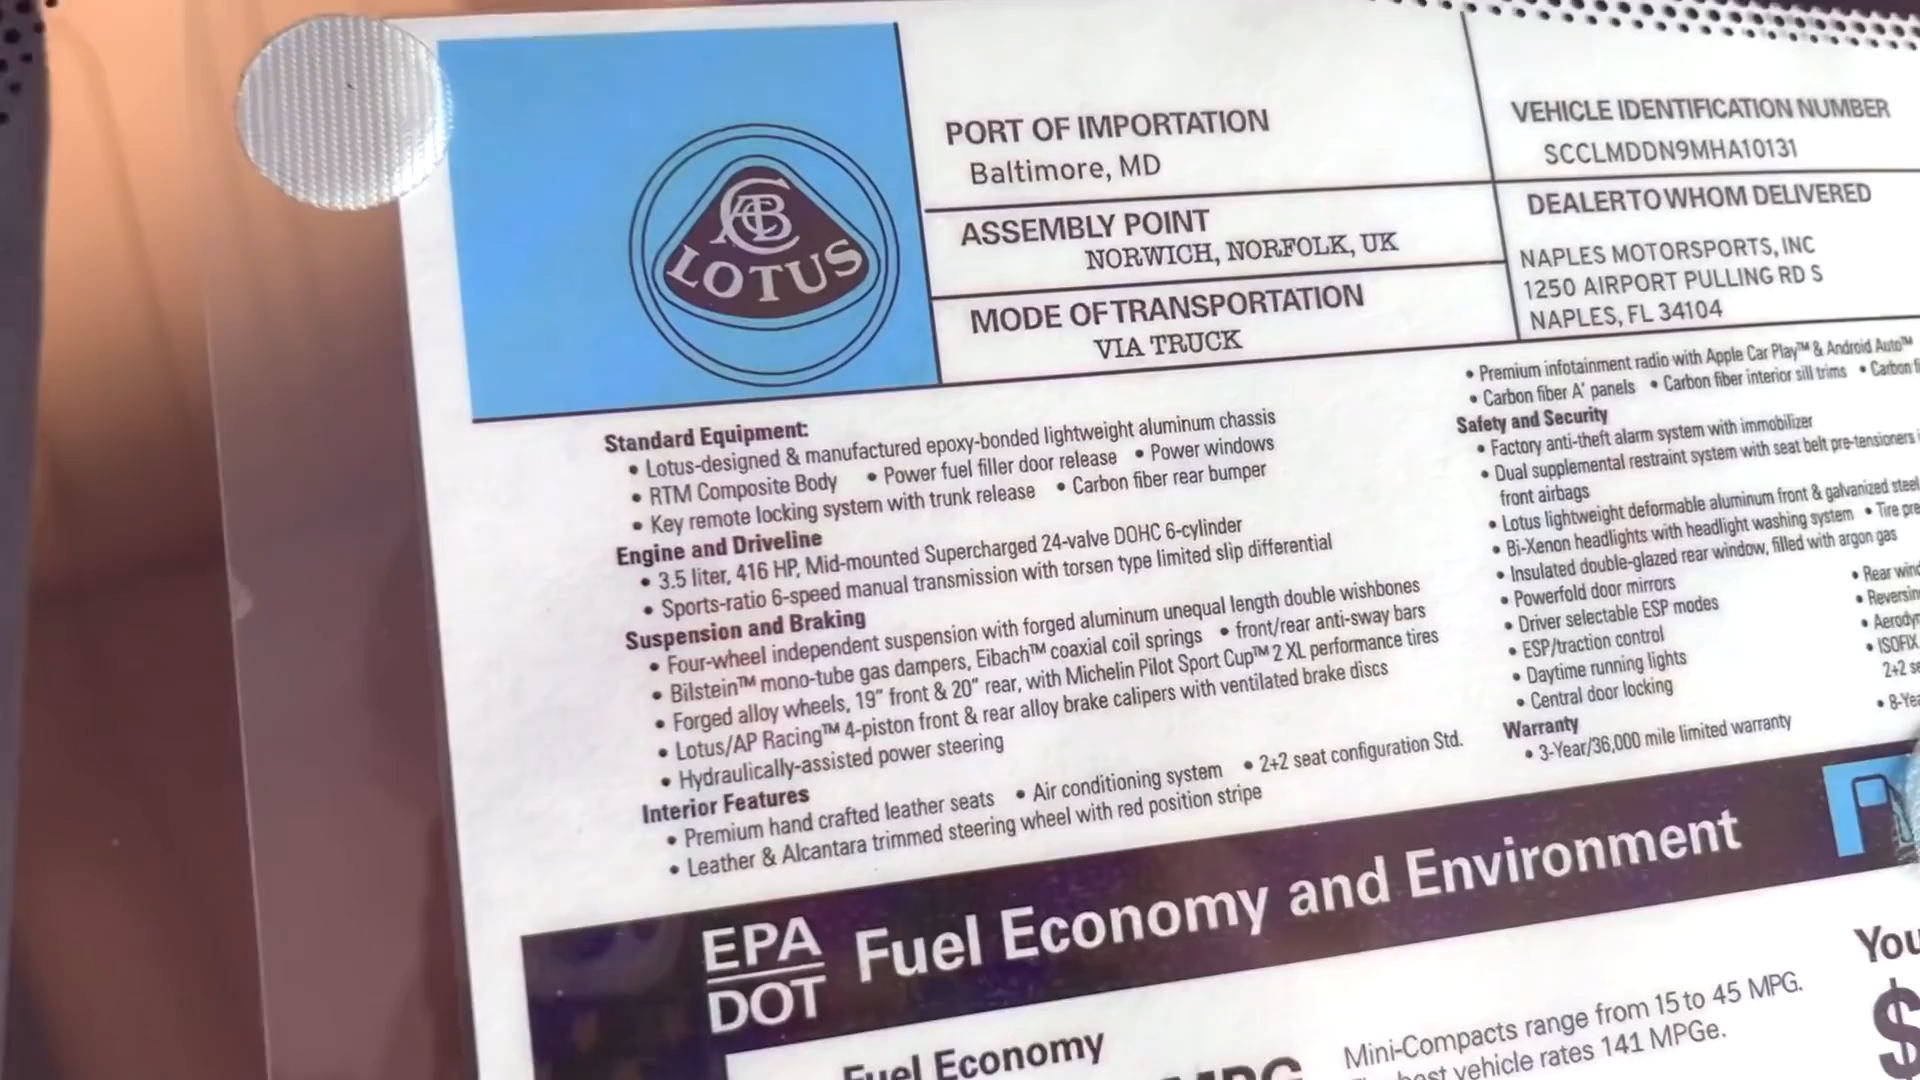 ACBC
LOTUS
PORT OF IMPORTATION
Baltimore, MD
ASSEMBLY POINT
NORWICH, NORFOLK, UK
MODE OF TRANSPORTATION
VIA TRUCK
VEHICLE IDENTIFICATION NUMBER
SCCLMDDN9MHA10131
DEALER TO WHOM DELIVERED
NAPLES MOTORSPORTS, INC
1250 AIRPORT PULLING RD S
NAPLES, FL 34104
Standard Equipment:
• Lotus-designed & manufactured epoxy-bonded lightweight aluminum chassis
• RTM Composite Body • Power fuel filler door release • Power windows
• Key remote locking system with trunk release • Carbon fiber rear bumper
Engine and Driveline
• 3.5 liter, 416 HP, Mid-mounted Supercharged 24-valve DOHC 6-cylinder
• Sports-ratio 6-speed manual transmission with torsen type limited slip differential
Suspension and Braking
• Four-wheel independent suspension with forged aluminum unequal length double wishbones
• Bilstein™ mono-tube gas dampers, Eibach™ coaxial coil springs • front/rear anti-sway bars
• Forged alloy wheels, 19” front & 20” rear, with Michelin Pilot Sport Cup™ 2 XL performance tires
• Lotus/AP Racing™ 4-piston front & rear alloy brake calipers with ventilated brake discs
• Hydraulically-assisted power steering
Interior Features
• Premium hand crafted leather seats • Air conditioning system • 2+2 seat configuration Std.
• Leather & Alcantara trimmed steering wheel with red position stripe
• Premium infotainment radio with Apple Car Play™ & Android Auto™
• Carbon fiber A' panels • Carbon fiber interior sill trims • Carbon
Safety and Security
• Factory anti-theft alarm system with immobilizer
• Dual supplemental restraint system with seat belt pre-tensioners
front airbags
• Lotus lightweight deformable aluminum front & galvanized steel
• Bi-Xenon headlights with headlight washing system • Tire
• Insulated double-glazed rear window, filled with argon gas
• Powerfold door mirrors • Rear
• Driver selectable ESP modes
• ESP/traction control
• Daytime running lights • ISOFIX
• Central door locking 2+2
Warranty
• 3-Year/36,000 mile limited warranty
EPA
DOT
Fuel Economy and Environment
Fuel Economy
MPG
Mini-Compacts range from 15 to 45 MPG.
best vehicle rates 141 MPGe.
You
$